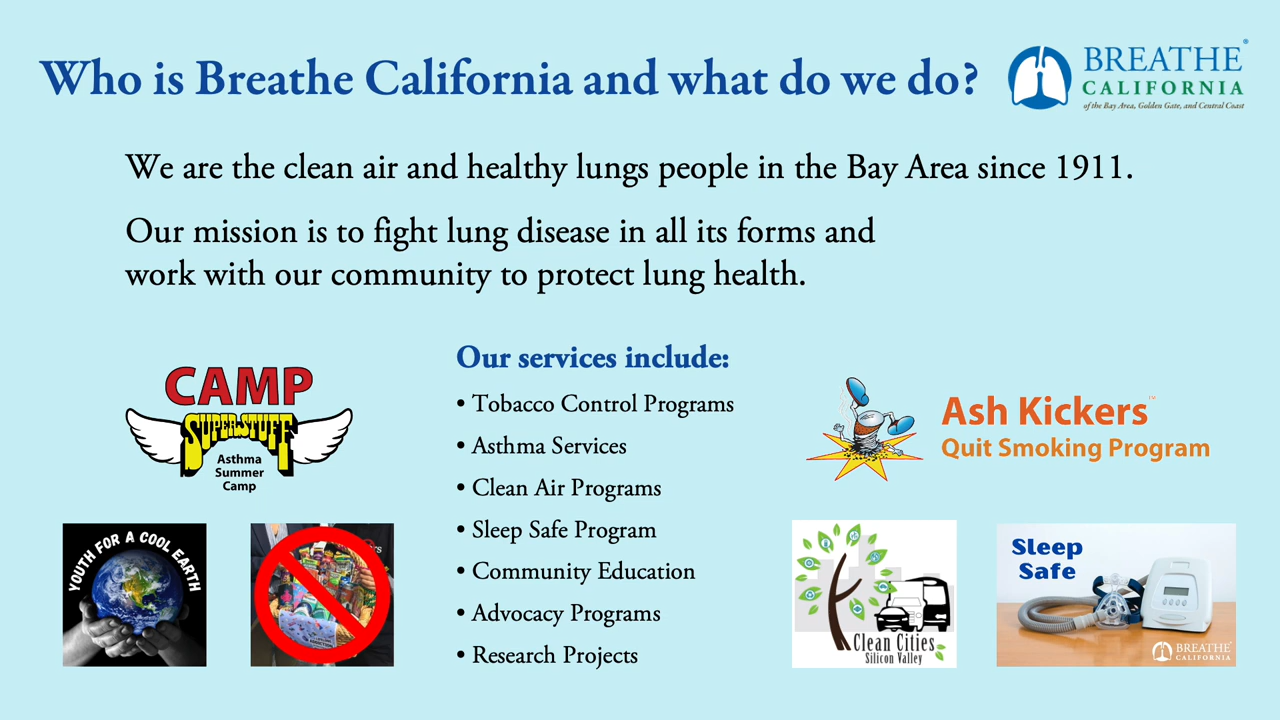 Who is Breathe California and what do we do?
BREATHE®
CALIFORNIA
of the Bay Area, Golden Gate, and Central Coast
We are the clean air and healthy lungs people in the Bay Area since 1911.
Our mission is to fight lung disease in all its forms and
work with our community to protect lung health.
CAMP
SUPERSTUFF
Asthma
Summer
Camp
YOUTH FOR A COOL EARTH
Our services include:
• Tobacco Control Programs
• Asthma Services
• Clean Air Programs
• Sleep Safe Program
• Community Education
• Advocacy Programs
• Research Projects
Ash Kickers™
Quit Smoking Program
Clean Cities
Silicon Valley
Sleep
Safe
BREATHE
CALIFORNIA